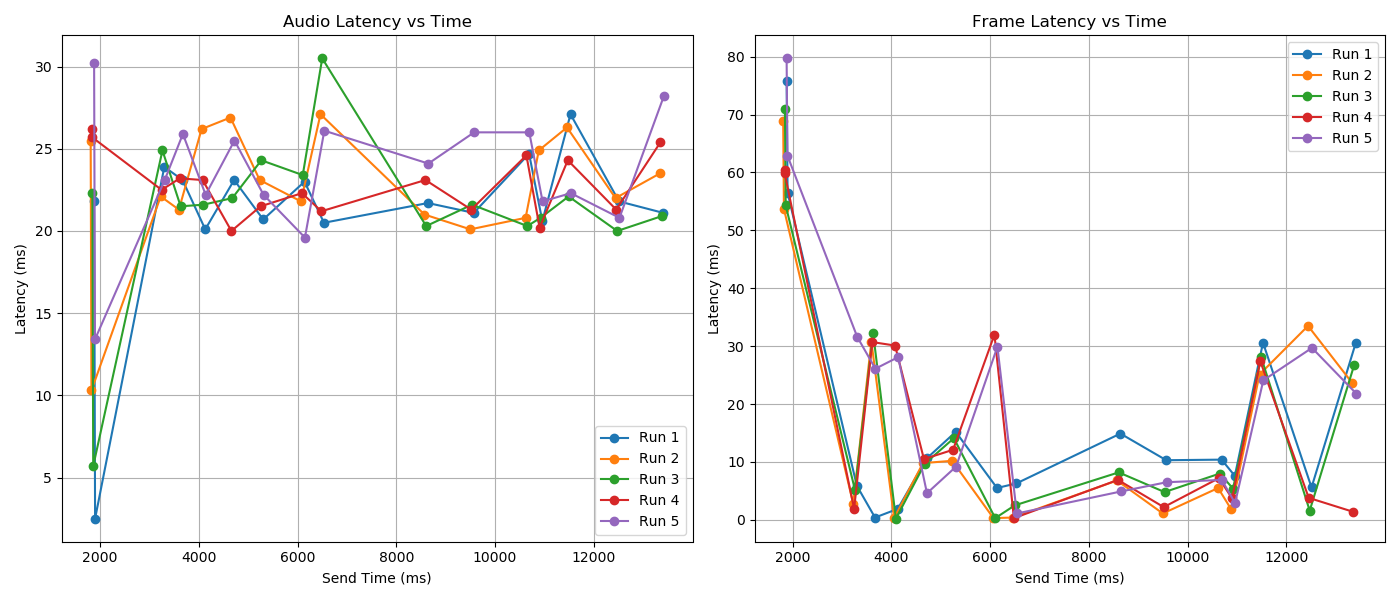 Audio Latency vs Time
Latency (ms)
30
25
20
15
10
5
2000 4000 6000 8000 10000 12000
Send Time (ms)
Run 1
Run 2
Run 3
Run 4
Run 5
Frame Latency vs Time
Latency (ms)
80
70
60
50
40
30
20
10
0
2000 4000 6000 8000 10000 12000
Send Time (ms)
Run 1
Run 2
Run 3
Run 4
Run 5